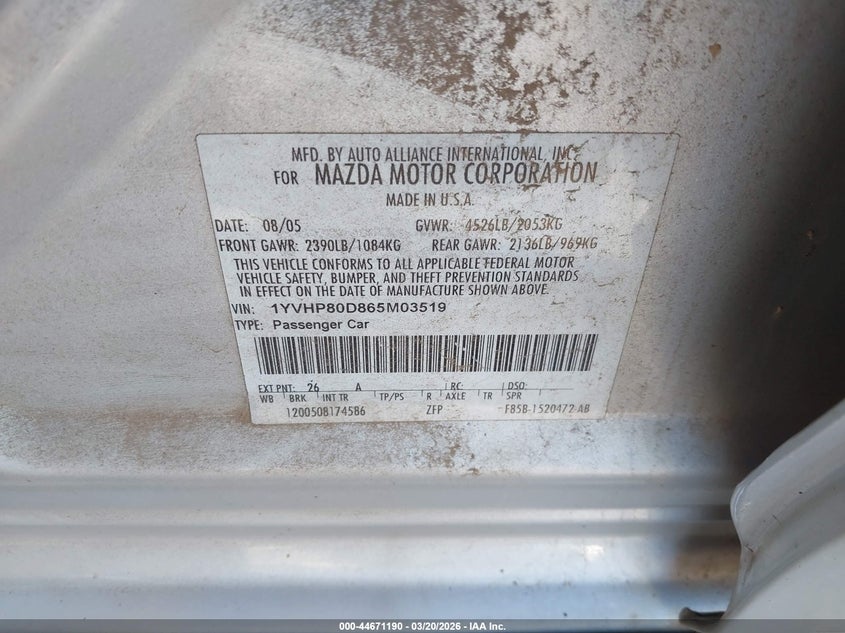 MFD. BY AUTO ALLIANCE INTERNATIONAL, INC.
FOR MAZDA MOTOR CORPORATION
MADE IN U.S.A.
DATE: 08/05 GVWR: 4526LB/2053KG
FRONT GAWR: 2390LB/1084KG REAR GAWR: 2136LB/969KG
THIS VEHICLE CONFORMS TO ALL APPLICABLE FEDERAL MOTOR
VEHICLE SAFETY, BUMPER, AND THEFT PREVENTION STANDARDS
IN EFFECT ON THE DATE OF MANUFACTURE SHOWN ABOVE.
VIN: 1YVHP80D865M03519
TYPE: Passenger Car
EXT PNT: 26 A RC: DSO:
WB BRK INT TR TP/PS R AXLE TR SPR
1200508174586 ZFP F85B-1520472-AB
000-44671190 - 03/20/2026 - IAA Inc.